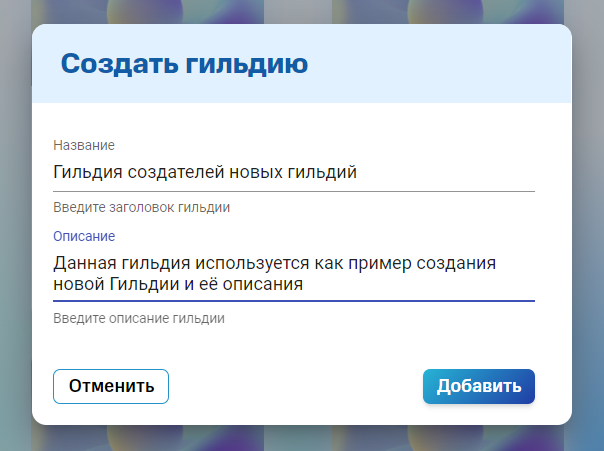 Создать гильдию
Название
Гильдия создателей новых гильдий
Введите заголовок гильдии
Описание
Данная гильдия используется как пример создания
новой Гильдии и её описания
Введите описание гильдии
Отменить
Добавить